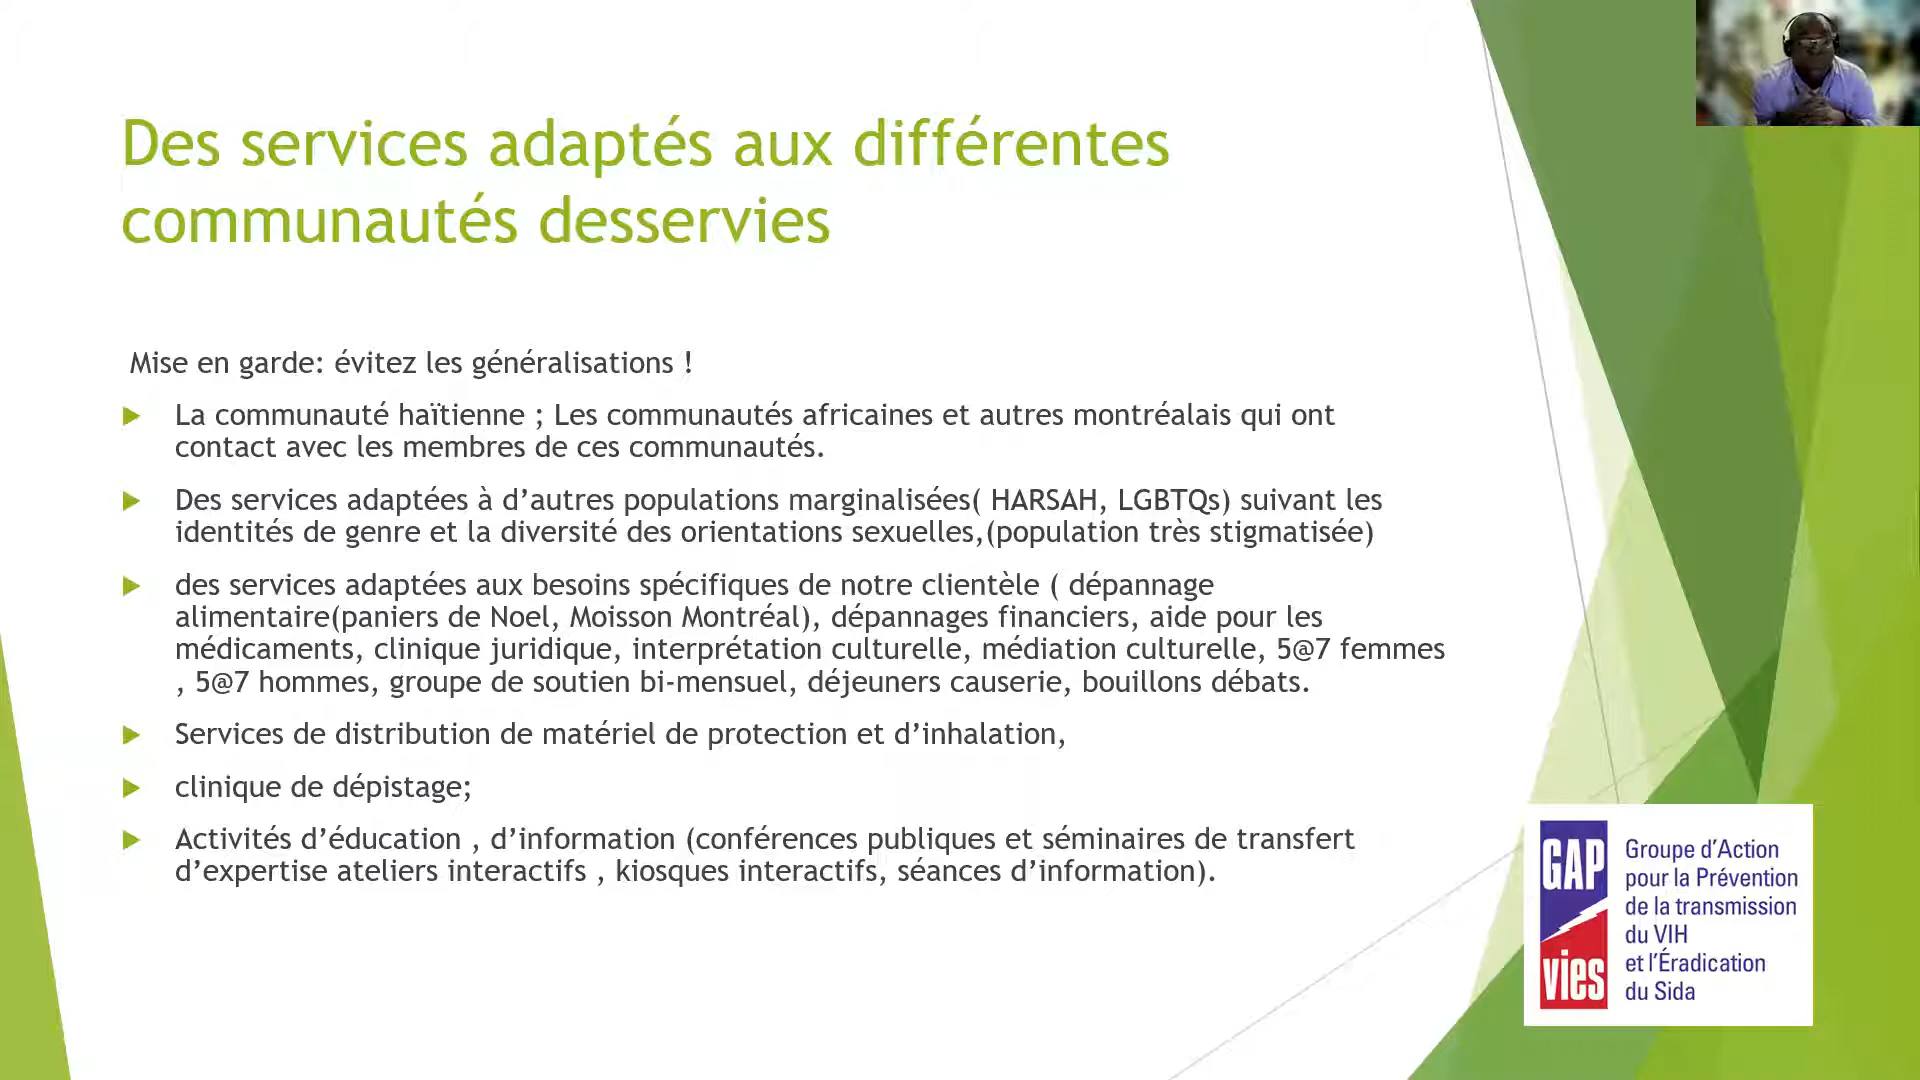 Des services adaptés aux différentes
communautés desservies
Mise en garde: évitez les généralisations !
La communauté haïtienne ; Les communautés africaines et autres montréalais qui ont
contact avec les membres de ces communautés.
Des services adaptées à d’autres populations marginalisées( HARSAH, LGBTQs) suivant les
identités de genre et la diversité des orientations sexuelles,(population très stigmatisée)
des services adaptées aux besoins spécifiques de notre clientèle ( dépannage
alimentaire(paniers de Noel, Moisson Montréal), dépannages financiers, aide pour les
médicaments, clinique juridique, interprétation culturelle, médiation culturelle, 5@7 femmes
, 5@7 hommes, groupe de soutien bi-mensuel, déjeuners causerie, bouillons débats.
Services de distribution de matériel de protection et d’inhalation,
clinique de dépistage;
Activités d’éducation , d’information (conférences publiques et séminaires de transfert
d’expertise ateliers interactifs , kiosques interactifs, séances d’information).
GAP
vies
Groupe d’Action
pour la Prévention
de la transmission
du VIH
et l’Éradication
du Sida